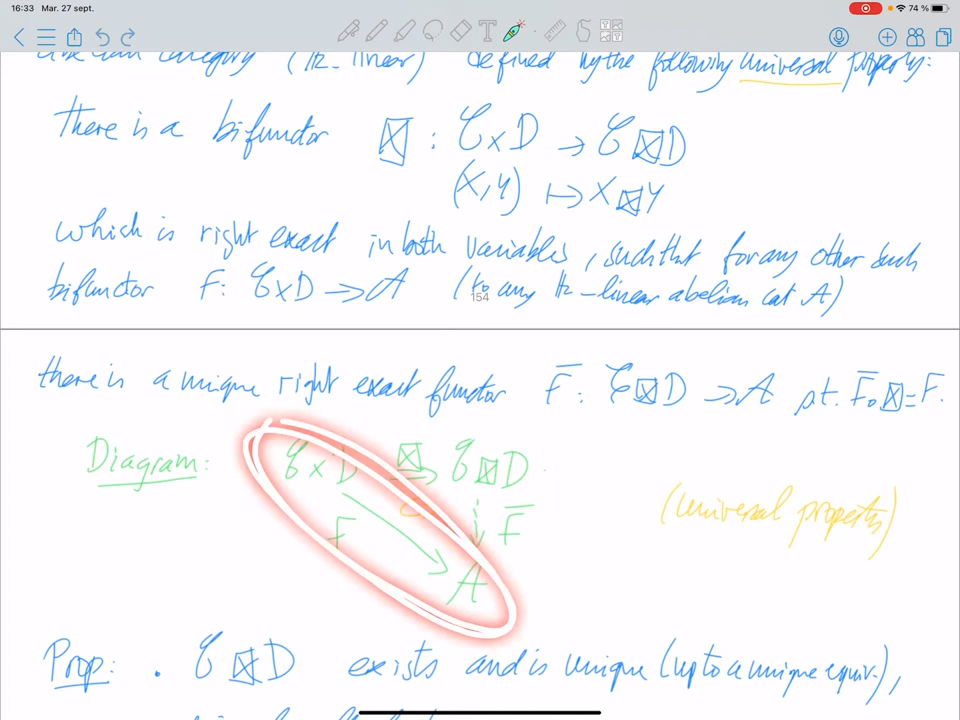 16:33 Mar. 27 sept. 74 %
category (k-linear) defined by the following universal property:
there is a bifunctor ⊠ : C×D → C⊠D
(X,Y) ↦ X⊠Y
which is right exact in both variables, such that for any other such
bifunctor F: C×D → A (to any k-linear abelian cat A)
154
there is a unique right exact functor F̅ : C⊠D → A s.t. F̅∘⊠=F.
Diagram: C×D ⊠→ C⊠D
F F̅ (universal property)
A
Prop: . C⊠D exists and is unique (up to a unique equiv.),